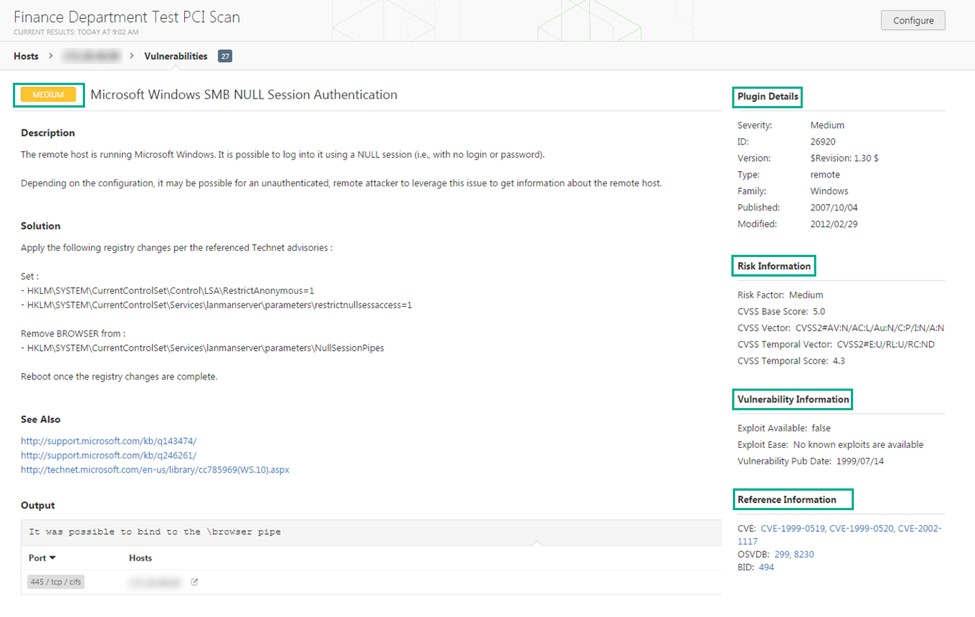 Finance Department Test PCI Scan
CURRENT RESULTS: TODAY AT 9:02 AM
Configure
Hosts > > Vulnerabilities 27
MEDIUM Microsoft Windows SMB NULL Session Authentication
Description
The remote host is running Microsoft Windows. It is possible to log into it using a NULL session (i.e., with no login or password).
Depending on the configuration, it may be possible for an unauthenticated, remote attacker to leverage this issue to get information about the remote host.
Solution
Apply the following registry changes per the referenced Technet advisories :
Set :
- HKLM\SYSTEM\CurrentControlSet\Control\LSA\RestrictAnonymous=1
- HKLM\SYSTEM\CurrentControlSet\Services\lanmanserver\parameters\restrictnullsessaccess=1
Remove BROWSER from :
- HKLM\SYSTEM\CurrentControlSet\Services\lanmanserver\parameters\NullSessionPipes
Reboot once the registry changes are complete.
See Also
http://support.microsoft.com/kb/q143474/
http://support.microsoft.com/kb/q246261/
http://technet.microsoft.com/en-us/library/cc785969(WS.10).aspx
Output
It was possible to bind to the \browser pipe
Port Hosts
445 / tcp / cifs
Plugin Details
Severity: Medium
ID: 26920
Version: $Revision: 1.30 $
Type: remote
Family: Windows
Published: 2007/10/04
Modified: 2012/02/29
Risk Information
Risk Factor: Medium
CVSS Base Score: 5.0
CVSS Vector: CVSS2#AV:N/AC:L/Au:N/C:P/I:N/A:N
CVSS Temporal Vector: CVSS2#E:U/RL:U/RC:ND
CVSS Temporal Score: 4.3
Vulnerability Information
Exploit Available: false
Exploit Ease: No known exploits are available
Vulnerability Pub Date: 1999/07/14
Reference Information
CVE: CVE-1999-0519, CVE-1999-0520, CVE-2002-
1117
OSVDB: 299, 8230
BID: 494